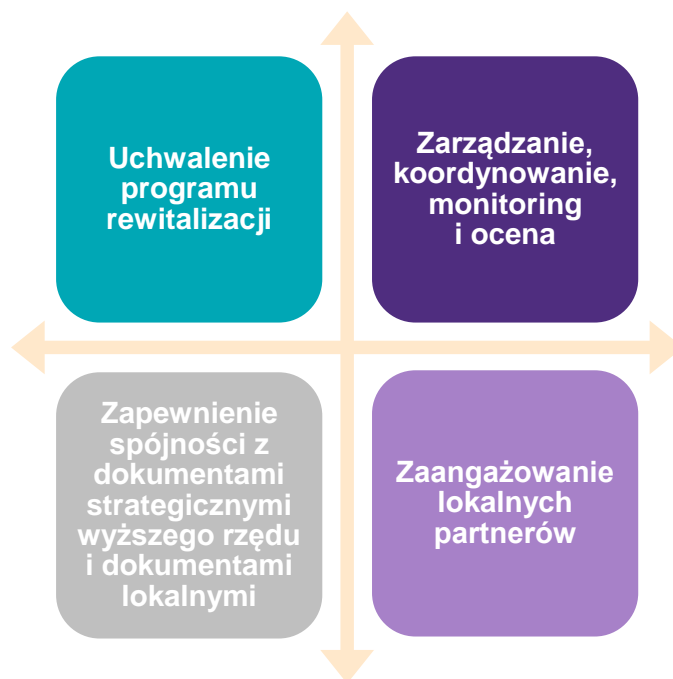 Uchwalenie
programu
rewitalizacji
Zarządzanie,
koordynowanie,
monitoring
i ocena
Zapewnienie
spójności z
dokumentami
strategicznymi
wyższego rzędu
i dokumentami
lokalnymi
Zaangażowanie
lokalnych
partnerów